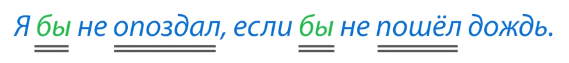 Я бы не опоздал, если бы не пошёл дождь.